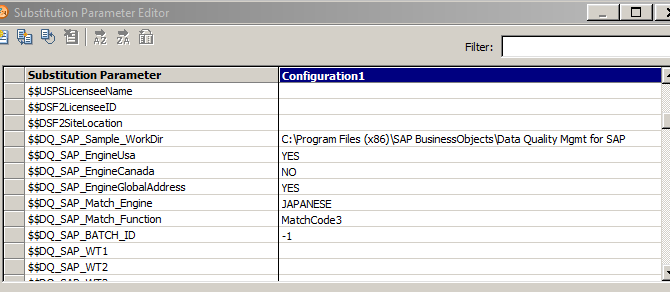 Substitution Parameter Editor
Filter:
Substitution Parameter Configuration1
$$USPSLicenseeName
$$DSF2LicenseeID
$$DSF2SiteLocation
$$DQ_SAP_Sample_WorkDir C:\Program Files (x86)\SAP BusinessObjects\Data Quality Mgmt for SAP
$$DQ_SAP_EngineUsa YES
$$DQ_SAP_EngineCanada NO
$$DQ_SAP_EngineGlobalAddress YES
$$DQ_SAP_Match_Engine JAPANESE
$$DQ_SAP_Match_Function MatchCode3
$$DQ_SAP_BATCH_ID -1
$$DQ_SAP_WT1
$$DQ_SAP_WT2